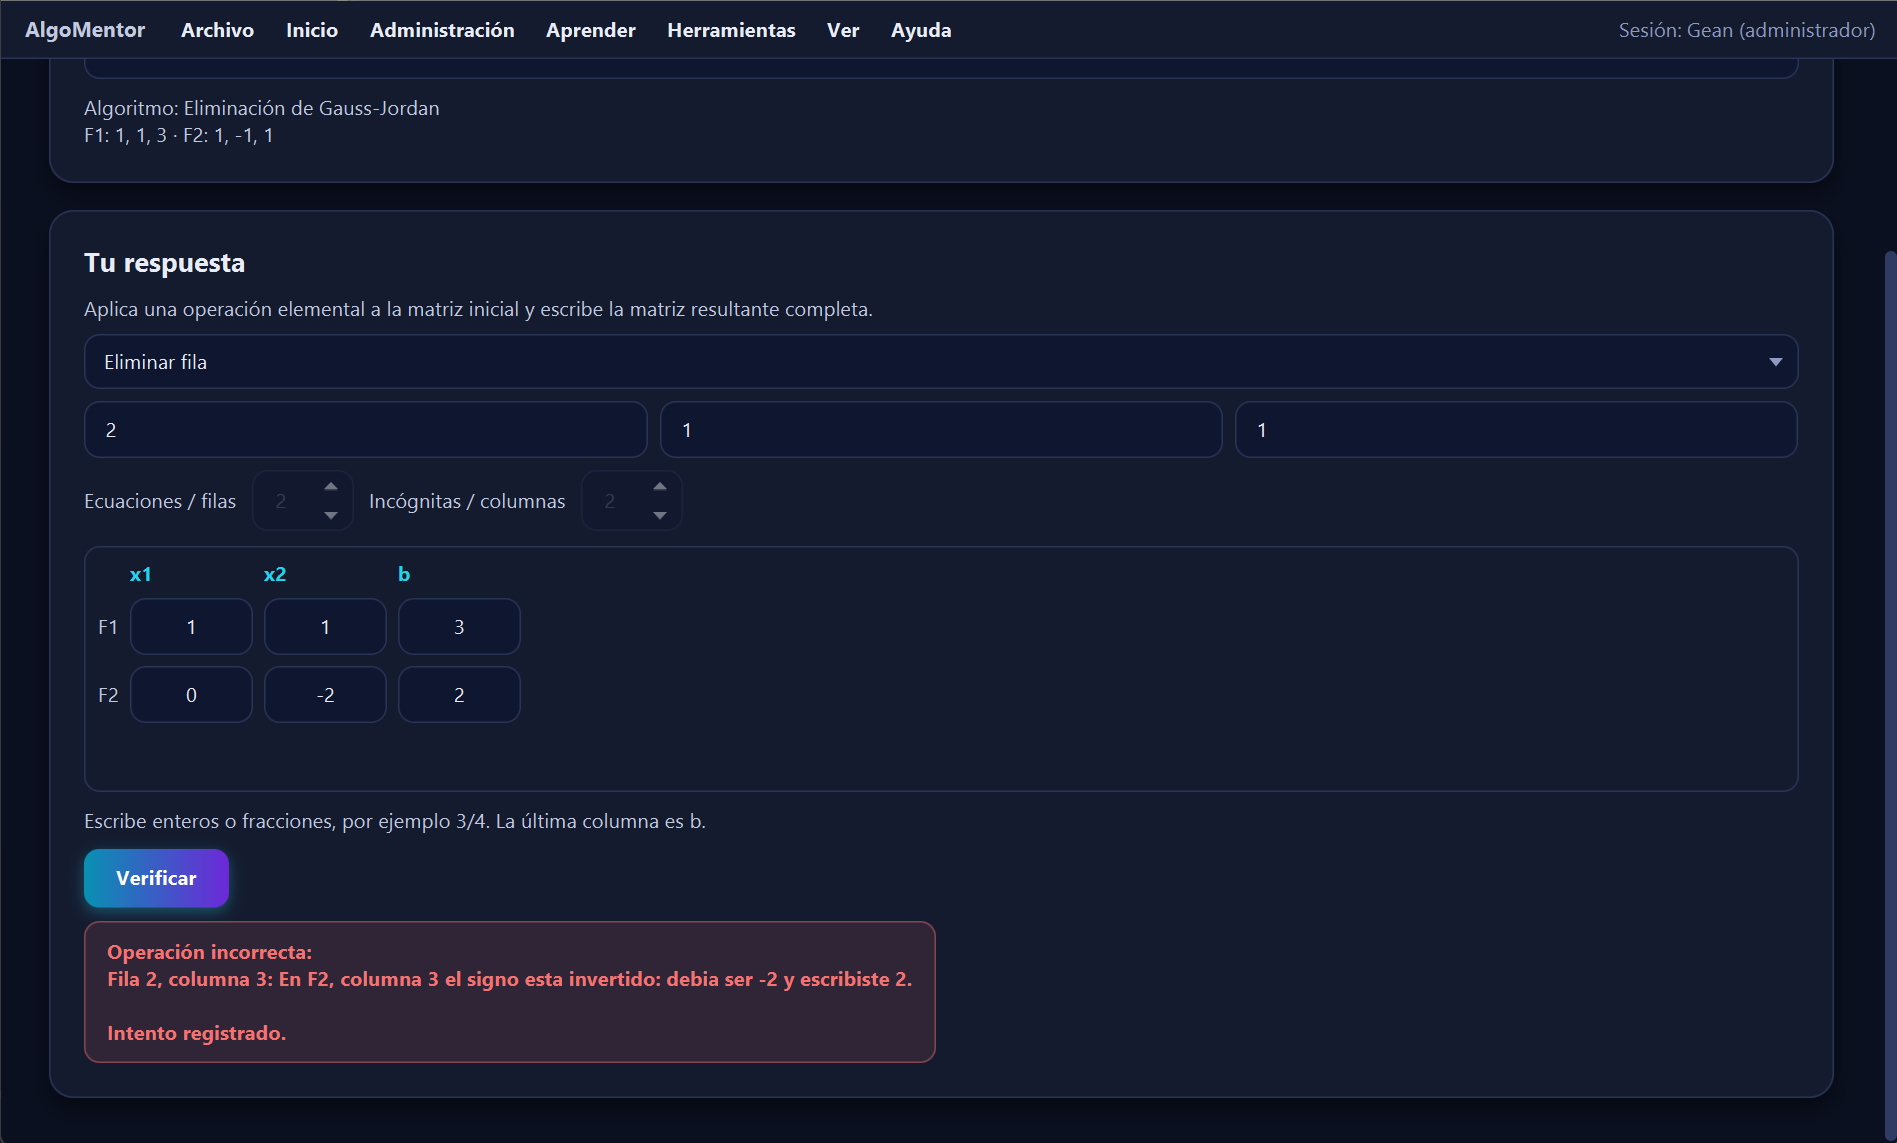 AlgoMentor Archivo Inicio Administración Aprender Herramientas Ver Ayuda Sesión: Gean (administrador)
Algoritmo: Eliminación de Gauss-Jordan
F1: 1, 1, 3 · F2: 1, -1, 1
Tu respuesta
Aplica una operación elemental a la matriz inicial y escribe la matriz resultante completa.
Eliminar fila
2 1 1
Ecuaciones / filas 2 Incógnitas / columnas 2
x1 x2 b
F1 1 1 3
F2 0 -2 2
Escribe enteros o fracciones, por ejemplo 3/4. La última columna es b.
Verificar
Operación incorrecta:
Fila 2, columna 3: En F2, columna 3 el signo esta invertido: debia ser -2 y escribiste 2.
Intento registrado.